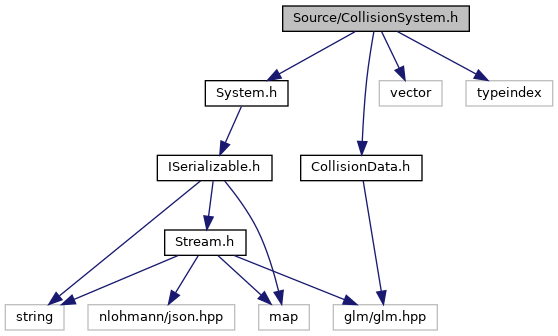 Source/CollisionSystem.h
System.h
vector
typeindex
ISerializable.h
CollisionData.h
Stream.h
string
nlohmann/json.hpp
map
glm/glm.hpp